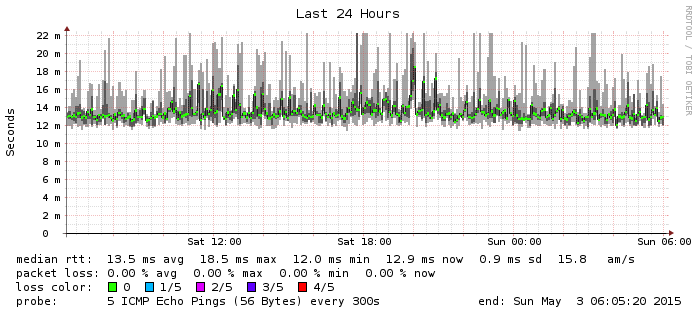 Last 24 Hours
RRDTOOL / TOBI OETIKER
Seconds
22 m
20 m
18 m
16 m
14 m
12 m
10 m
8 m
6 m
4 m
2 m
0
Sat 12:00 Sat 18:00 Sun 00:00 Sun 06:00
median rtt: 13.5 ms avg 18.5 ms max 12.0 ms min 12.9 ms now 0.9 ms sd 15.8 am/s
packet loss: 0.00 % avg 0.00 % max 0.00 % min 0.00 % now
loss color: 0 1/5 2/5 3/5 4/5
probe: 5 ICMP Echo Pings (56 Bytes) every 300s end: Sun May 3 06:05:20 2015